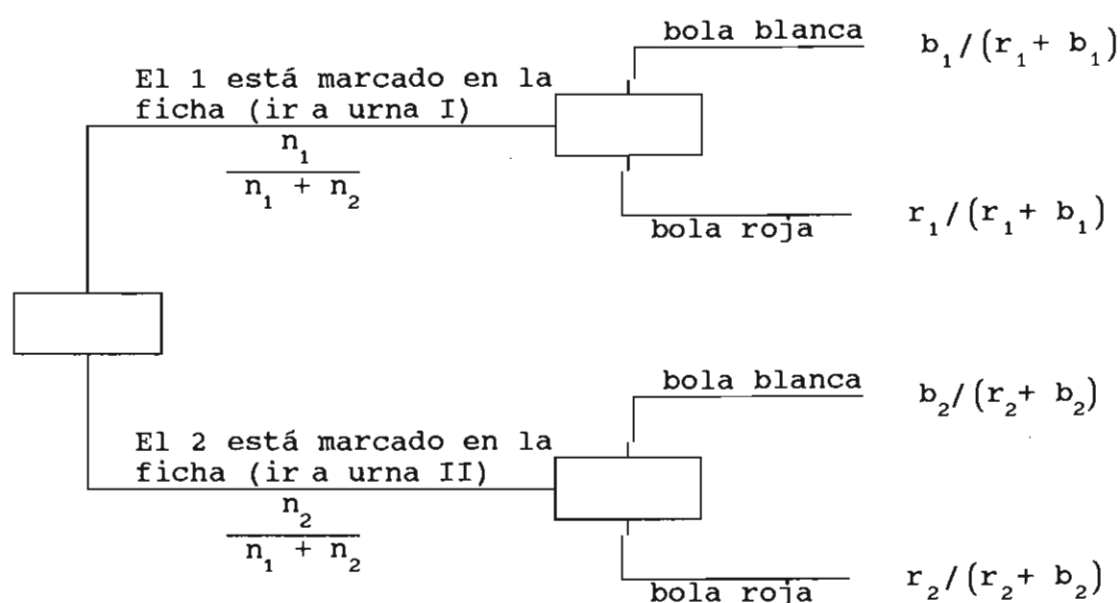 bola blanca b₁/(r₁+ b₁)
El 1 está marcado en la
ficha (ir a urna I)
n₁
n₁ + n₂
bola roja r₁/(r₁+ b₁)
bola blanca b₂/(r₂+ b₂)
El 2 está marcado en la
ficha (ir a urna II)
n₂
n₁ + n₂
bola roja r₂/(r₂+ b₂)